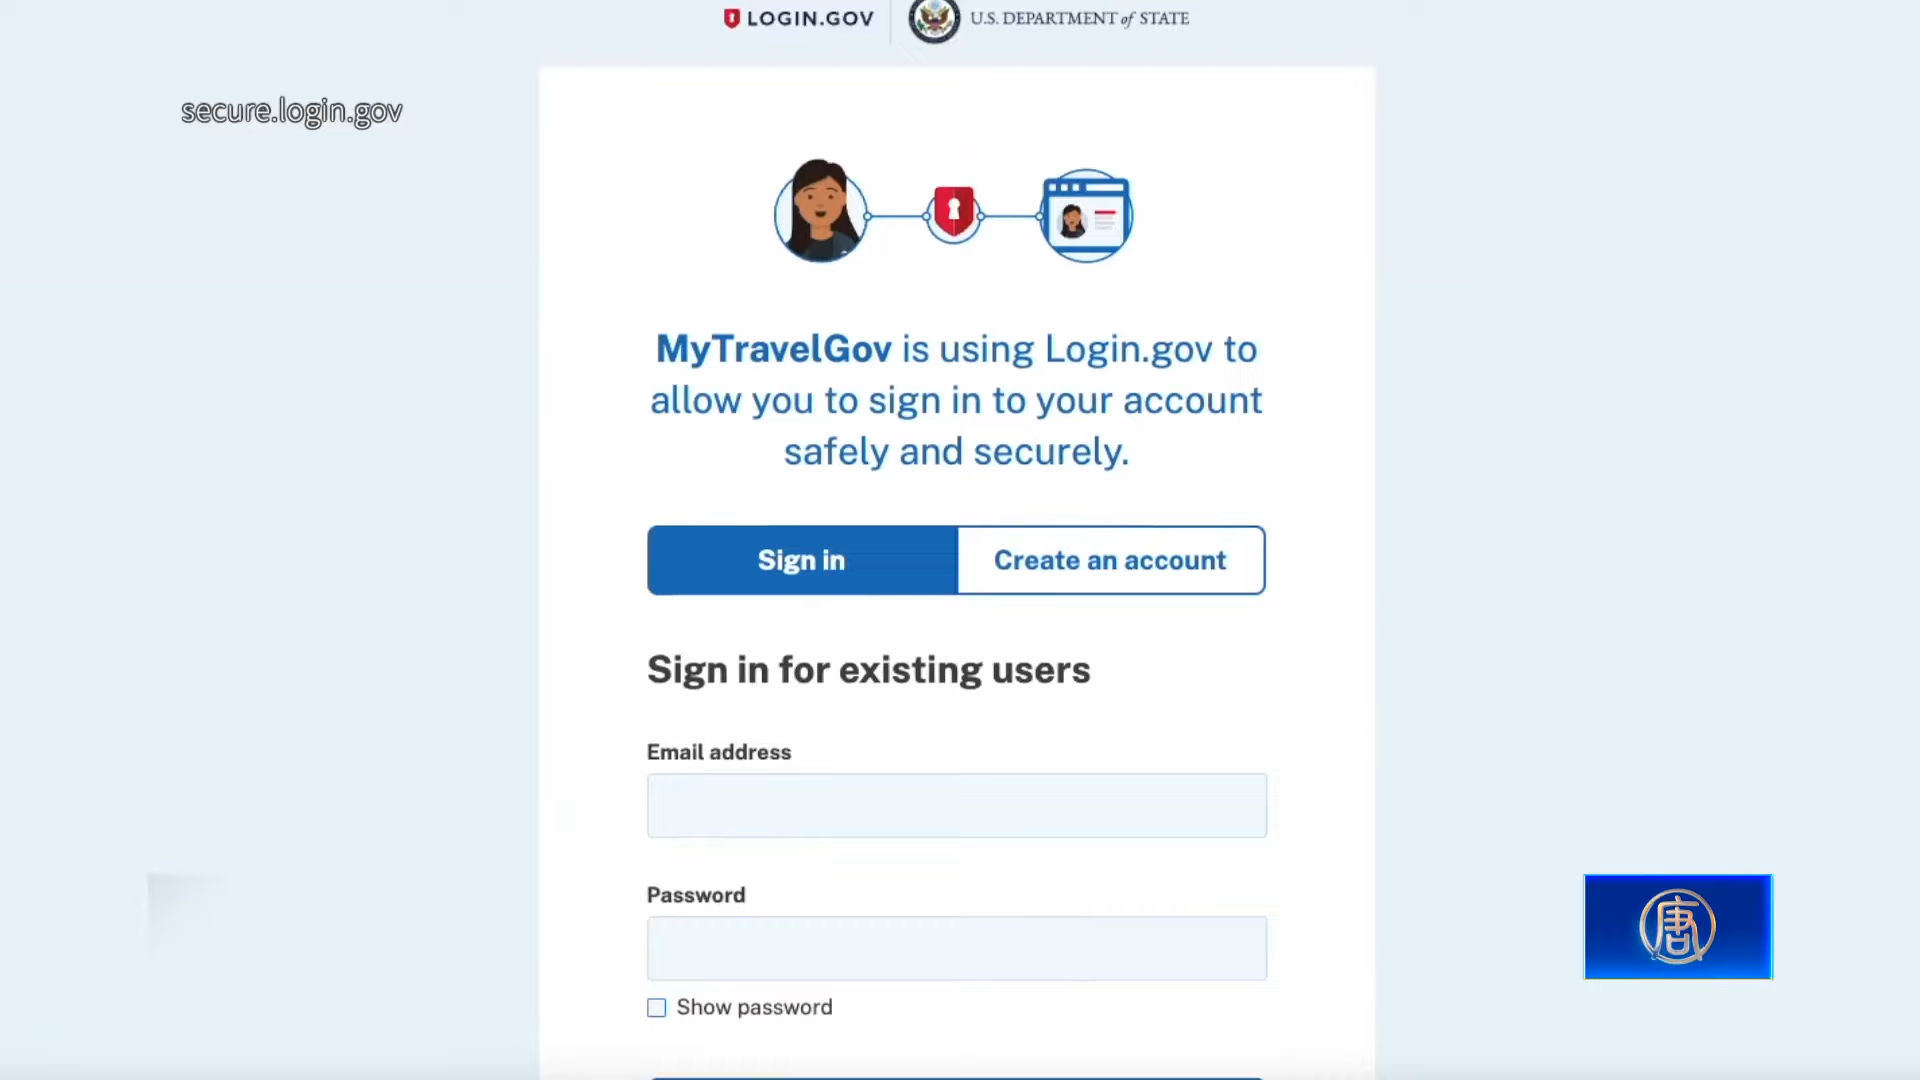 LOGIN.GOV
U.S. DEPARTMENT of STATE
secure.login.gov
MyTravelGov is using Login.gov to
allow you to sign in to your account
safely and securely.
Sign in
Create an account
Sign in for existing users
Email address
Password
Show password
唐